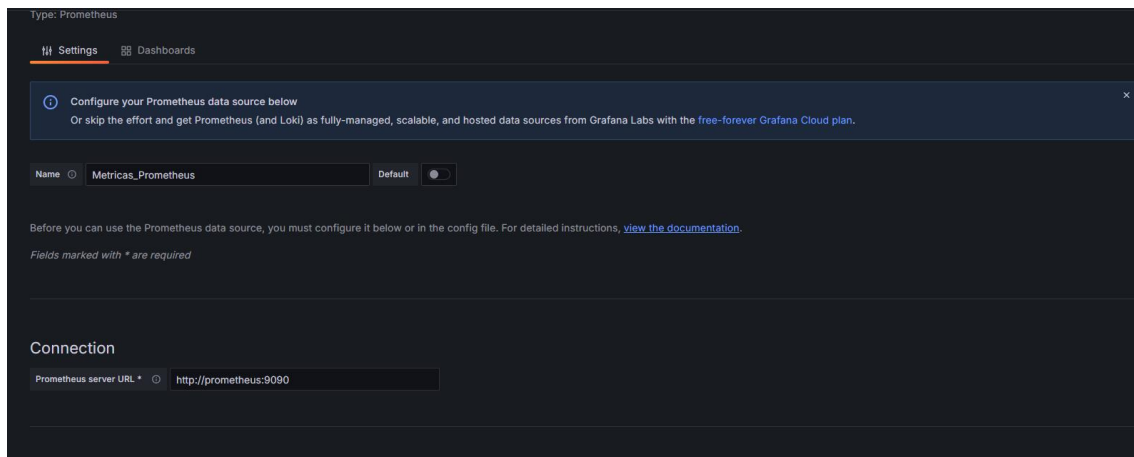 Type: Prometheus
Settings
Dashboards
Configure your Prometheus data source below
Or skip the effort and get Prometheus (and Loki) as fully-managed, scalable, and hosted data sources from Grafana Labs with the free-forever Grafana Cloud plan.
Name Metricas_Prometheus Default
Before you can use the Prometheus data source, you must configure it below or in the config file. For detailed instructions, view the documentation.
Fields marked with * are required
Connection
Prometheus server URL * http://prometheus:9090